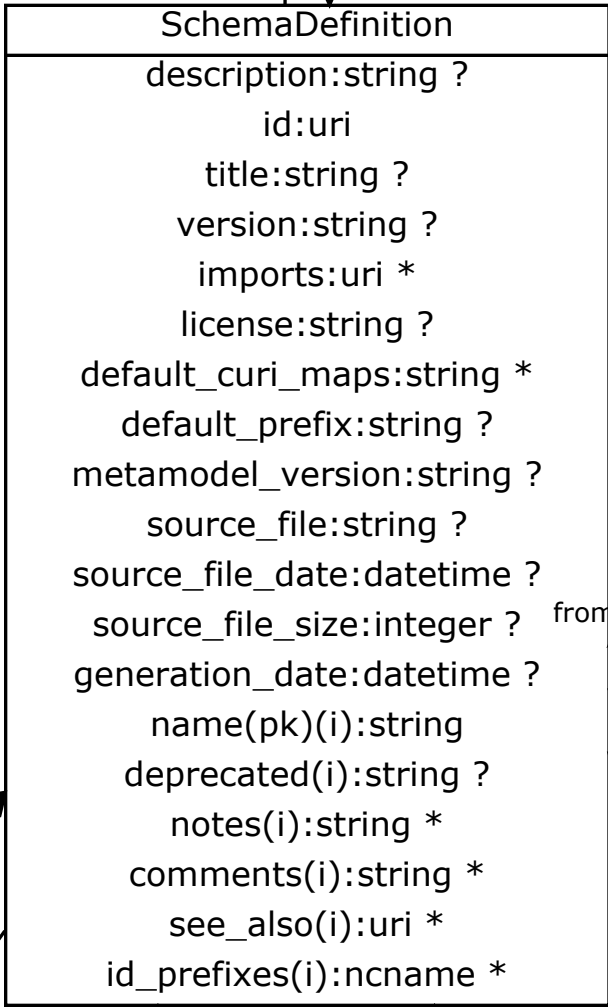 SchemaDefinition
description:string ?
id:uri
title:string ?
version:string ?
imports:uri *
license:string ?
default_curi_maps:string *
default_prefix:string ?
metamodel_version:string ?
source_file:string ?
source_file_date:datetime ?
source_file_size:integer ?
from
generation_date:datetime ?
name(pk)(i):string
deprecated(i):string ?
notes(i):string *
comments(i):string *
see_also(i):uri *
id_prefixes(i):ncname *